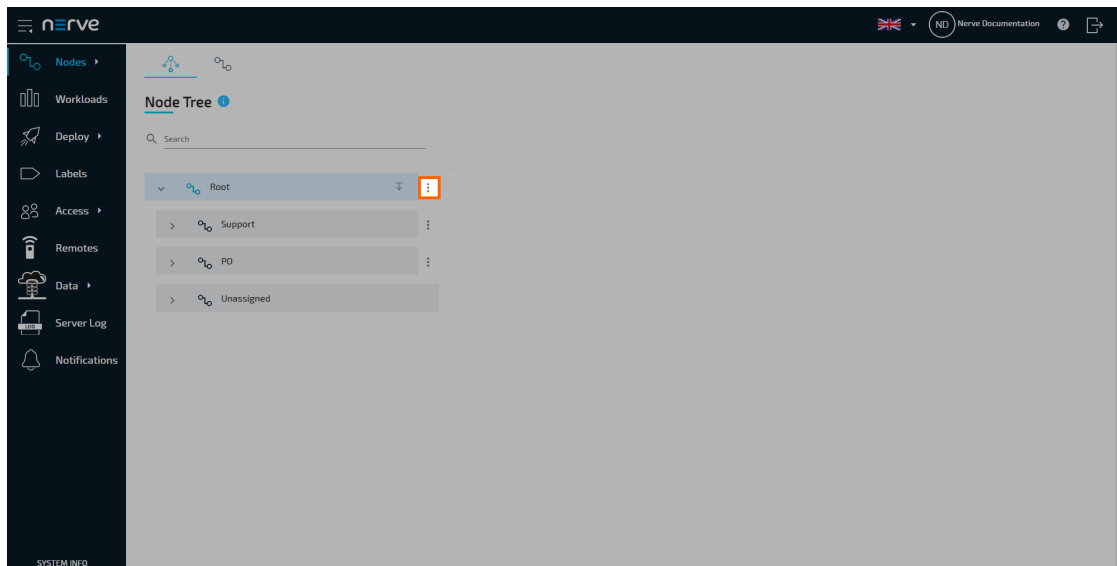 nerve
ND Nerve Documentation ?
Nodes
Workloads
Deploy
Labels
Access
Remotes
Data
LOG Server Log
Notifications
SYSTEM INFO
Node Tree i
Search
Root
Support
PO
Unassigned